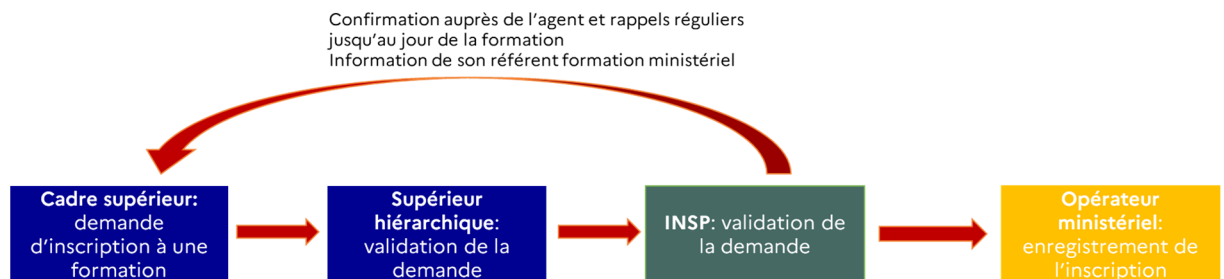 Confirmation auprès de l'agent et rappels réguliers
jusqu'au jour de la formation
Information de son référent formation ministériel
Cadre supérieur:
demande
d'inscription à une
formation
Supérieur
hiérarchique:
validation de la
demande
INSP: validation de
la demande
Opérateur
ministériel:
enregistrement de
l'inscription